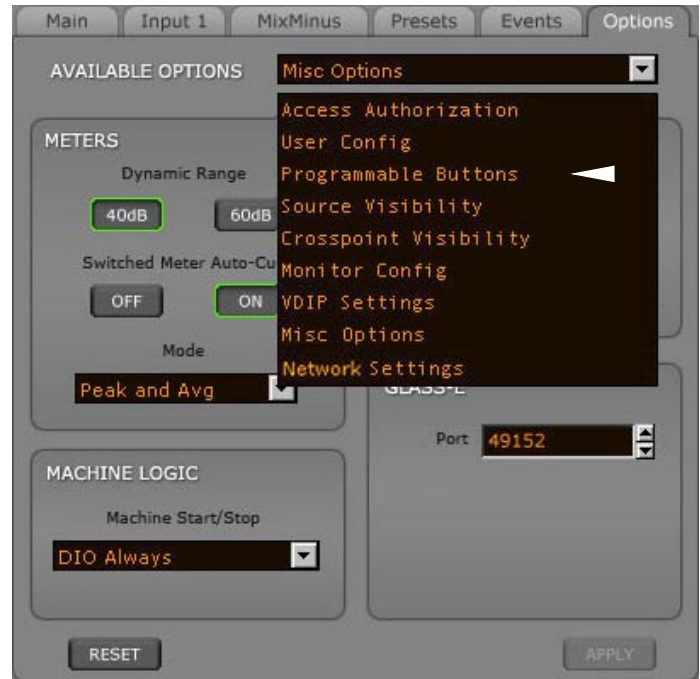 Main Input 1 MixMinus Presets Events Options
AVAILABLE OPTIONS Misc Options
Access Authorization
User Config
Programmable Buttons
Source Visibility
Crosspoint Visibility
Monitor Config
VDIP Settings
Misc Options
Network Settings
METERS
Dynamic Range
40dB 60dB
Switched Meter Auto-Cu
OFF ON
Mode
Peak and Avg
MACHINE LOGIC
Machine Start/Stop
DIO Always
GLASS-E
Port 49152
RESET APPLY